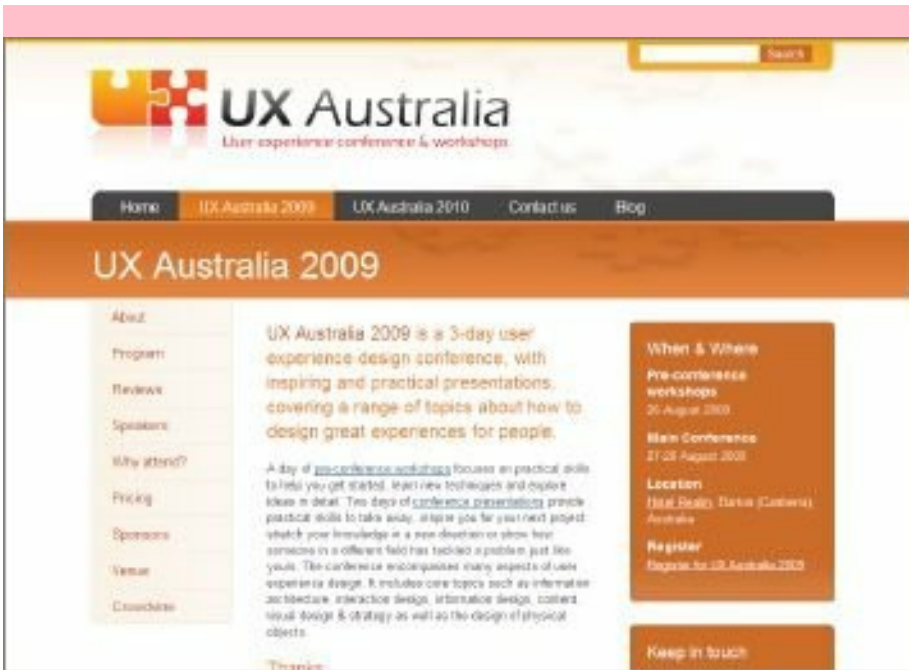 Search
UX Australia
User experience conference & workshops
Home UX Australia 2009 UX Australia 2010 Contact us Blog
UX Australia 2009
About
Program
Reviews
Speakers
Why attend?
Pricing
Sponsors
Venue
Crowdvine
UX Australia 2009 is a 3-day user
experience design conference, with
inspiring and practical presentations,
covering a range of topics about how to
design great experiences for people.
A day of pre-conference workshops focuses on practical skills
to help you get started, learn new techniques and explore
ideas in detail. Two days of conference presentations provide
practical skills to take away, inspire you for your next project
stretch your knowledge in a new direction or show how
someone in a different field has tackled a problem just like
yours. The conference encompasses many aspects of user
experience design. It includes core topics such as information
architecture, interaction design, information design, content
visual design & strategy as well as the design of physical
objects.
Thanks
When & Where
Pre-conference
workshops
26 August 2009
Main Conference
27-28 August 2009
Location
Hotel Realm, Barton (Canberra),
Australia
Register
Register for UX Australia 2009
Keep in touch